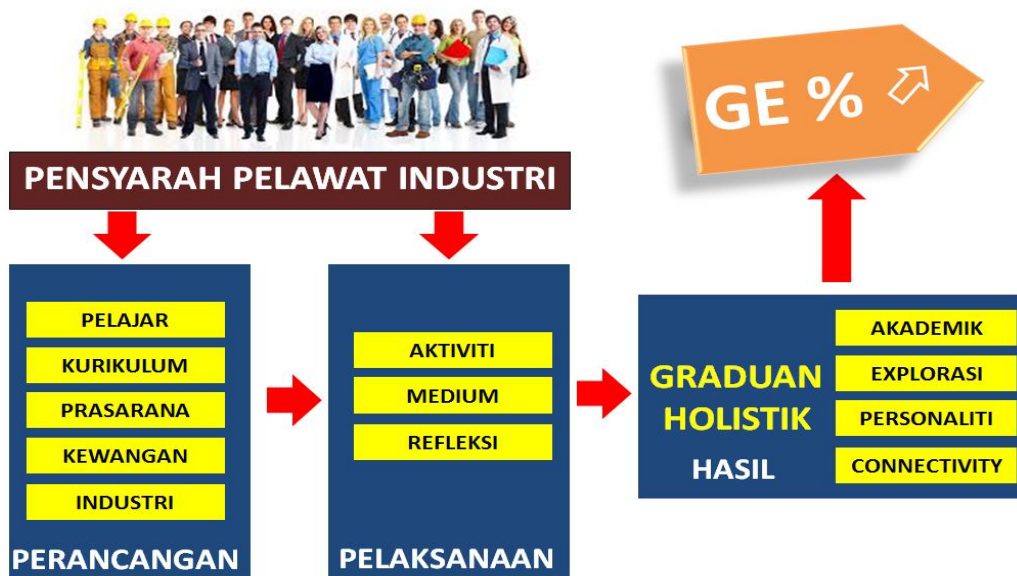 GE %
PENSYARAH PELAWAT INDUSTRI
PELAJAR
KURIKULUM
PRASARANA
KEWANGAN
INDUSTRI
PERANCANGAN
AKTIVITI
MEDIUM
REFLEKSI
PELAKSANAAN
GRADUAN
HOLISTIK
HASIL
AKADEMIK
EXPLORASI
PERSONALITI
CONNECTIVITY